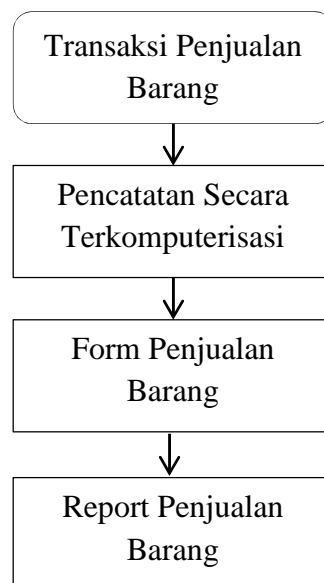 Transaksi Penjualan
Barang
Pencatatan Secara
Terkomputerisasi
Form Penjualan
Barang
Report Penjualan
Barang